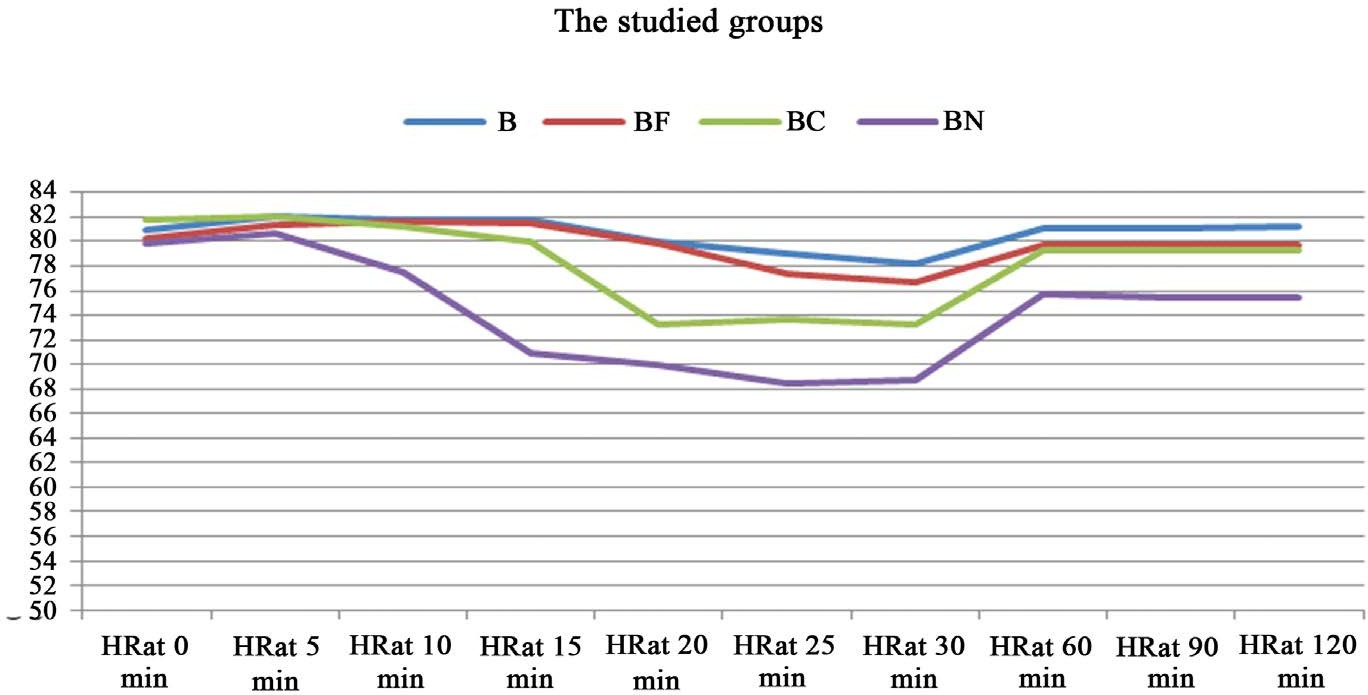 The studied groups
B BF BC BN
84
82
80
78
76
74
72
70
68
66
64
62
60
58
56
54
52
50
HRat 0 min
HRat 5 min
HRat 10 min
HRat 15 min
HRat 20 min
HRat 25 min
HRat 30 min
HRat 60 min
HRat 90 min
HRat 120 min